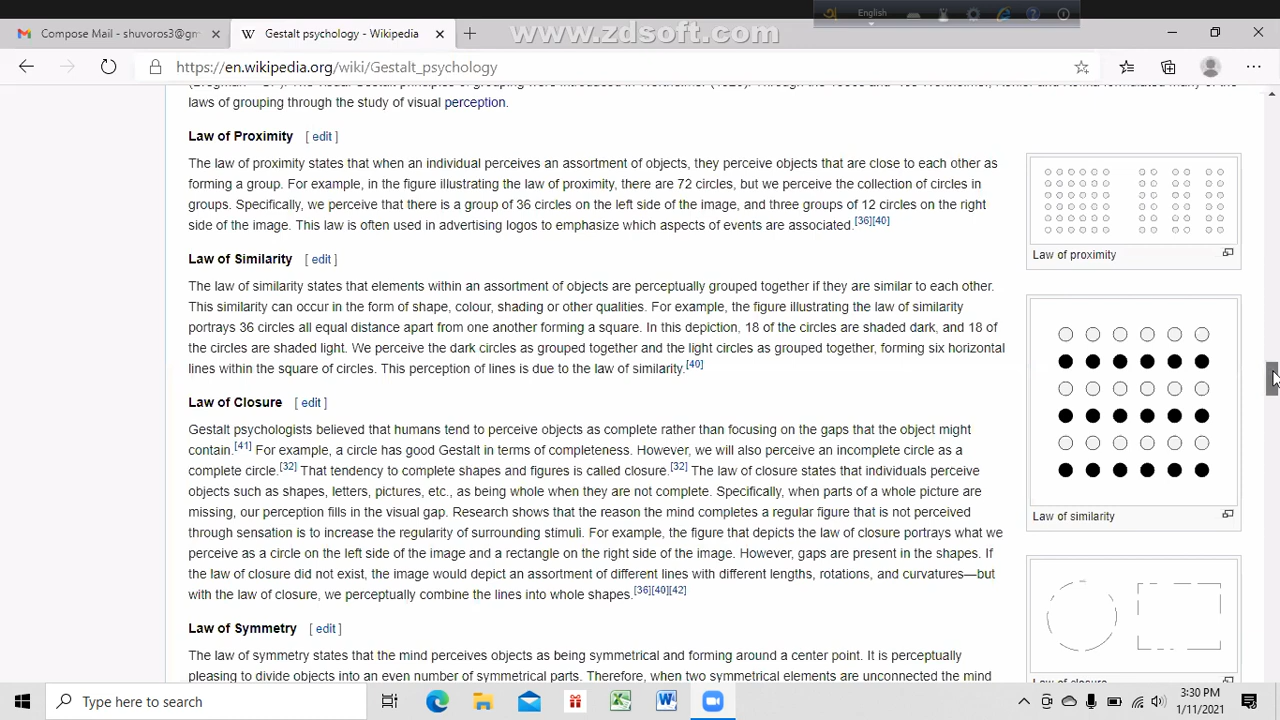 English
Compose Mail - shuvoros3@gm
W Gestalt psychology - Wikipedia
www.zdsoft.com
https://en.wikipedia.org/wiki/Gestalt_psychology
laws of grouping through the study of visual perception.
Law of Proximity [ edit ]
The law of proximity states that when an individual perceives an assortment of objects, they perceive objects that are close to each other as
forming a group. For example, in the figure illustrating the law of proximity, there are 72 circles, but we perceive the collection of circles in
groups. Specifically, we perceive that there is a group of 36 circles on the left side of the image, and three groups of 12 circles on the right
side of the image. This law is often used in advertising logos to emphasize which aspects of events are associated.[36][40]
Law of proximity
Law of Similarity [ edit ]
The law of similarity states that elements within an assortment of objects are perceptually grouped together if they are similar to each other.
This similarity can occur in the form of shape, colour, shading or other qualities. For example, the figure illustrating the law of similarity
portrays 36 circles all equal distance apart from one another forming a square. In this depiction, 18 of the circles are shaded dark, and 18 of
the circles are shaded light. We perceive the dark circles as grouped together and the light circles as grouped together, forming six horizontal
lines within the square of circles. This perception of lines is due to the law of similarity.[40]
Law of similarity
Law of Closure [ edit ]
Gestalt psychologists believed that humans tend to perceive objects as complete rather than focusing on the gaps that the object might
contain.[41] For example, a circle has good Gestalt in terms of completeness. However, we will also perceive an incomplete circle as a
complete circle.[32] That tendency to complete shapes and figures is called closure.[32] The law of closure states that individuals perceive
objects such as shapes, letters, pictures, etc., as being whole when they are not complete. Specifically, when parts of a whole picture are
missing, our perception fills in the visual gap. Research shows that the reason the mind completes a regular figure that is not perceived
through sensation is to increase the regularity of surrounding stimuli. For example, the figure that depicts the law of closure portrays what we
perceive as a circle on the left side of the image and a rectangle on the right side of the image. However, gaps are present in the shapes. If
the law of closure did not exist, the image would depict an assortment of different lines with different lengths, rotations, and curvatures—but
with the law of closure, we perceptually combine the lines into whole shapes.[36][40][42]
Law of Symmetry [ edit ]
The law of symmetry states that the mind perceives objects as being symmetrical and forming around a center point. It is perceptually
pleasing to divide objects into an even number of symmetrical parts. Therefore, when two symmetrical elements are unconnected the mind
Type here to search
3:30 PM
1/11/2021